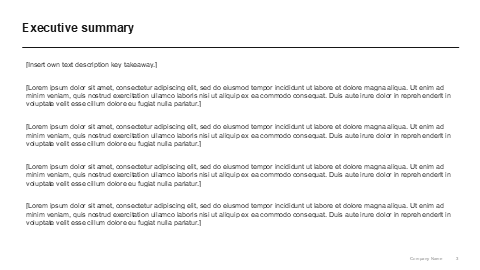 Executive summary
[Insert own text description key takeaway.]
[Lorem ipsum dolor sit amet, consectetur adipiscing elit, sed do eiusmod tempor incididunt ut labore et dolore magna aliqua. Ut enim ad
minim veniam, quis nostrud exercitation ullamco laboris nisi ut aliquip ex ea commodo consequat. Duis aute irure dolor in reprehenderit in
voluptate velit esse cillum dolore eu fugiat nulla pariatur.]
[Lorem ipsum dolor sit amet, consectetur adipiscing elit, sed do eiusmod tempor incididunt ut labore et dolore magna aliqua. Ut enim ad
minim veniam, quis nostrud exercitation ullamco laboris nisi ut aliquip ex ea commodo consequat. Duis aute irure dolor in reprehenderit in
voluptate velit esse cillum dolore eu fugiat nulla pariatur.]
[Lorem ipsum dolor sit amet, consectetur adipiscing elit, sed do eiusmod tempor incididunt ut labore et dolore magna aliqua. Ut enim ad
minim veniam, quis nostrud exercitation ullamco laboris nisi ut aliquip ex ea commodo consequat. Duis aute irure dolor in reprehenderit in
voluptate velit esse cillum dolore eu fugiat nulla pariatur.]
[Lorem ipsum dolor sit amet, consectetur adipiscing elit, sed do eiusmod tempor incididunt ut labore et dolore magna aliqua. Ut enim ad
minim veniam, quis nostrud exercitation ullamco laboris nisi ut aliquip ex ea commodo consequat. Duis aute irure dolor in reprehenderit in
voluptate velit esse cillum dolore eu fugiat nulla pariatur.]
Company Name